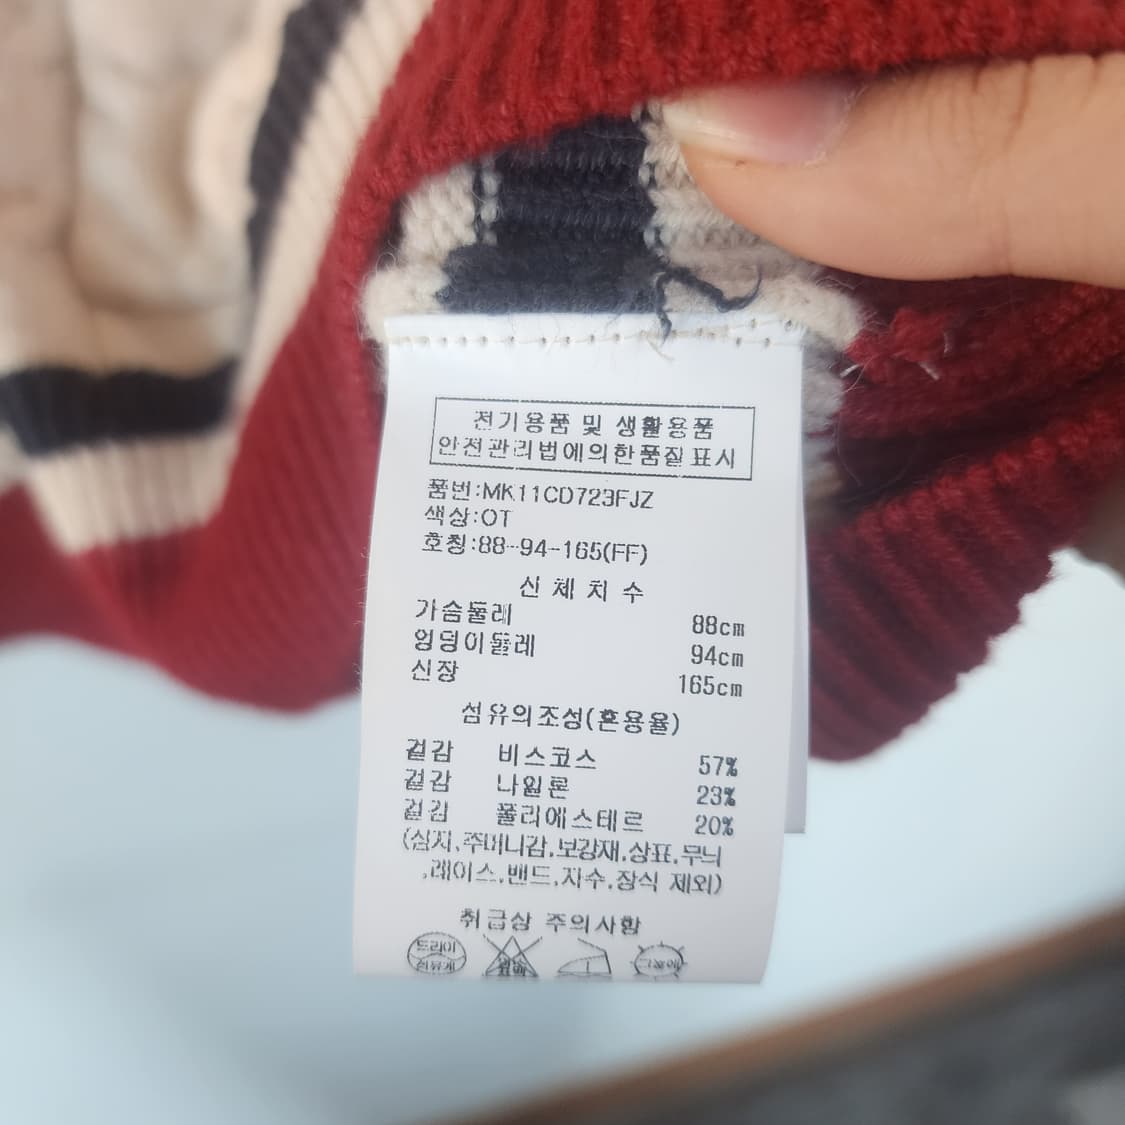 전기용품 및 생활용품
안전관리법에의한품질표시
품번:MK11CD723FJZ
색상:OT
호칭:88-94-165(FF)
신체치수
가슴둘레 88cm
엉덩이둘레 94cm
신장 165cm
섬유의조성(혼용율)
겉감 비스코스 57%
겉감 나일론 23%
겉감 폴리에스테르 20%
(심지,주머니감,보강재,상표,무늬
,레이스,밴드,자수,장식 제외)
취급상 주의사항
드라이